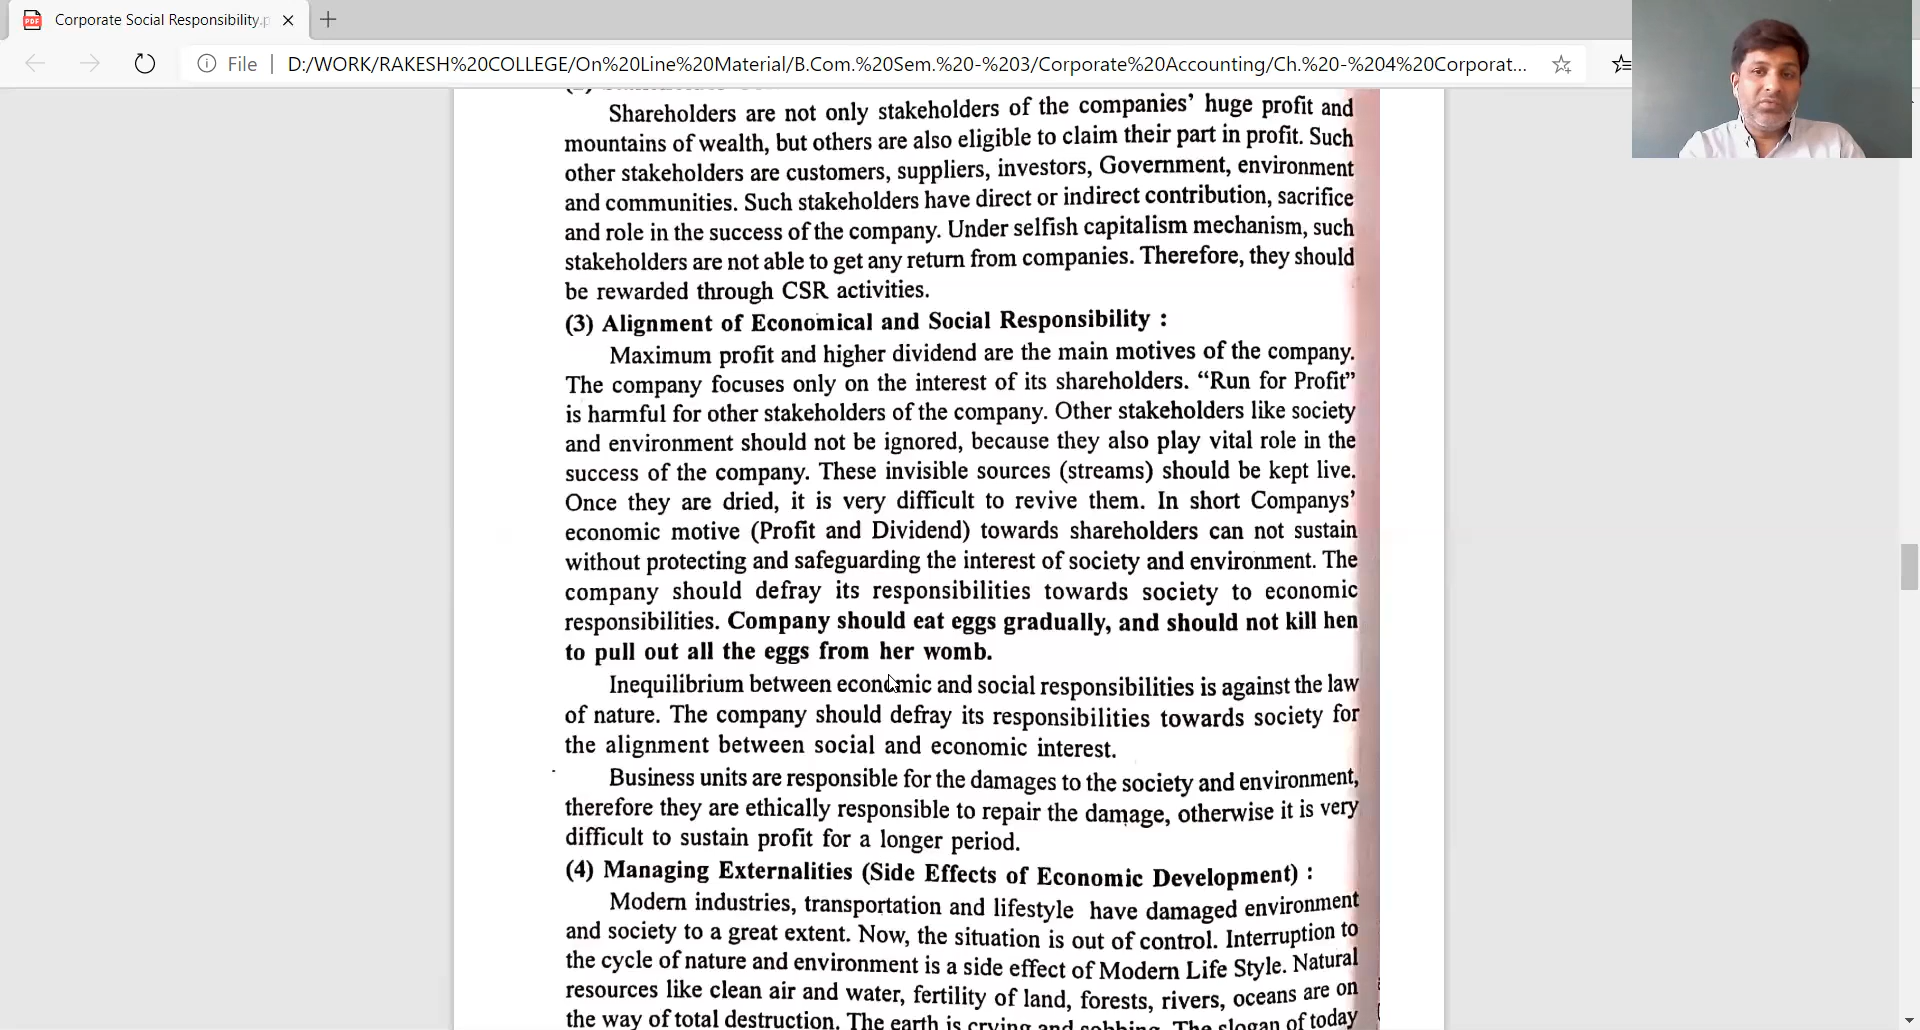 Corporate Social Responsibility.p
File
D:/WORK/RAKESH%20COLLEGE/On%20Line%20Material/B.Com.%20Sem.%20-%203/Corporate%20Accounting/Ch.%20-%204%20Corporat...
Shareholders are not only stakeholders of the companies' huge profit and
mountains of wealth, but others are also eligible to claim their part in profit. Such
other stakeholders are customers, suppliers, investors, Government, environment
and communities. Such stakeholders have direct or indirect contribution, sacrifice
and role in the success of the company. Under selfish capitalism mechanism, such
stakeholders are not able to get any return from companies. Therefore, they should
be rewarded through CSR activities.
(3) Alignment of Economical and Social Responsibility :
Maximum profit and higher dividend are the main motives of the company.
The company focuses only on the interest of its shareholders. “Run for Profit”
is harmful for other stakeholders of the company. Other stakeholders like society
and environment should not be ignored, because they also play vital role in the
success of the company. These invisible sources (streams) should be kept live.
Once they are dried, it is very difficult to revive them. In short Companys'
economic motive (Profit and Dividend) towards shareholders can not sustain
without protecting and safeguarding the interest of society and environment. The
company should defray its responsibilities towards society to economic
responsibilities. Company should eat eggs gradually, and should not kill hen
to pull out all the eggs from her womb.
Inequilibrium between economic and social responsibilities is against the law
of nature. The company should defray its responsibilities towards society for
the alignment between social and economic interest.
Business units are responsible for the damages to the society and environment,
therefore they are ethically responsible to repair the damage, otherwise it is very
difficult to sustain profit for a longer period.
(4) Managing Externalities (Side Effects of Economic Development) :
Modern industries, transportation and lifestyle have damaged environment
and society to a great extent. Now, the situation is out of control. Interruption to
the cycle of nature and environment is a side effect of Modern Life Style. Natural
resources like clean air and water, fertility of land, forests, rivers, oceans are on
the way of total destruction. The earth is crying and sobbing. The slogan of today